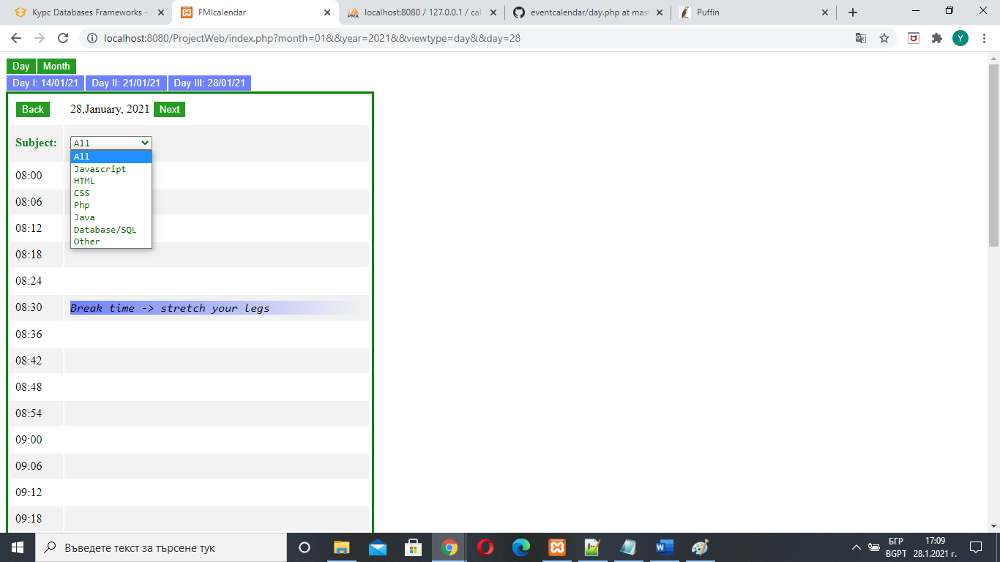 Курс Databases Frameworks -
FMIcalendar
localhost:8080 / 127.0.0.1 / cal
eventcalendar/day.php at mast
Puffin
localhost:8080/ProjectWeb/index.php?month=01&&year=2021&&viewtype=day&&day=28
Y
Day Month
Day I: 14/01/21 Day II: 21/01/21 Day III: 28/01/21
Back 28,January, 2021 Next
Subject: All
All
Javascript
HTML
CSS
Php
Java
Database/SQL
Other
08:00
08:06
08:12
08:18
08:24
08:30 Break time -> stretch your legs
08:36
08:42
08:48
08:54
09:00
09:06
09:12
09:18
Въведете текст за търсене тук
БГР
BGPT
17:09
28.1.2021 г.